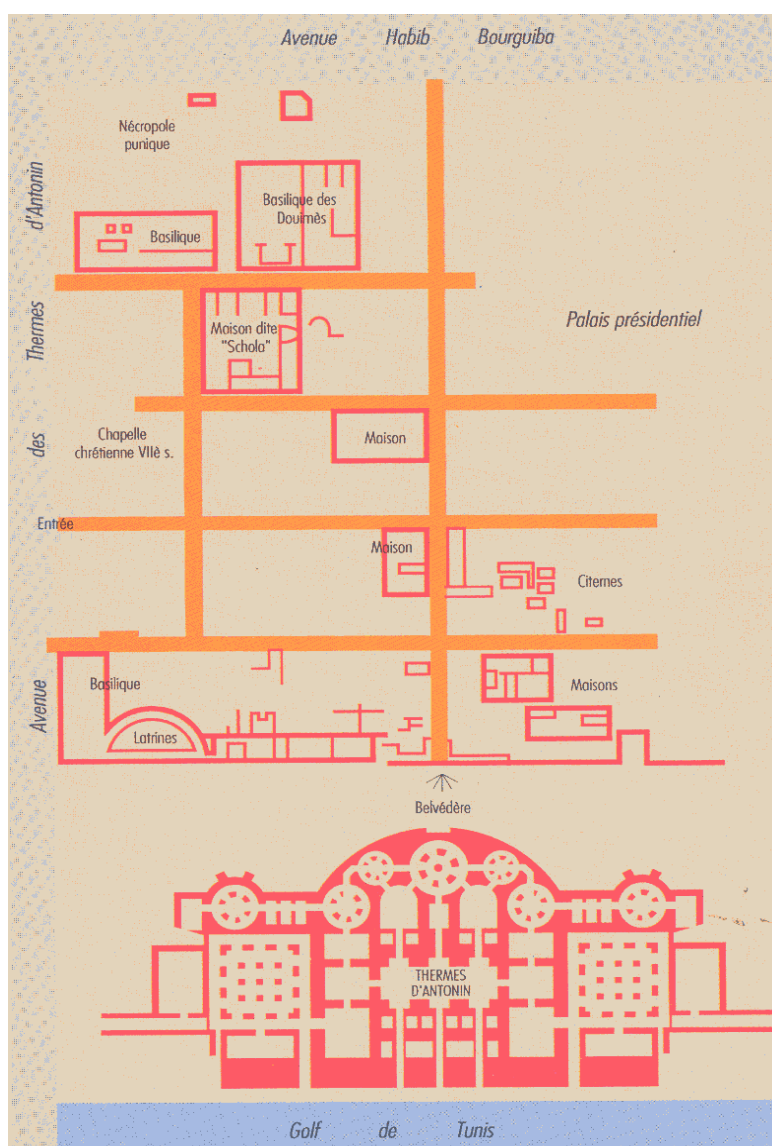 Avenue Habib Bourguiba
Nécropole
punique
Basilique des
Douimès
Basilique
Maison dite
"Schola"
Palais présidentiel
Chapelle
chrétienne VIIè s.
Maison
Entrée
Maison
Citernes
Basilique
Maisons
Latrines
Avenue des Thermes d'Antonin
Belvédère
THERMES
D'ANTONIN
Golf de Tunis